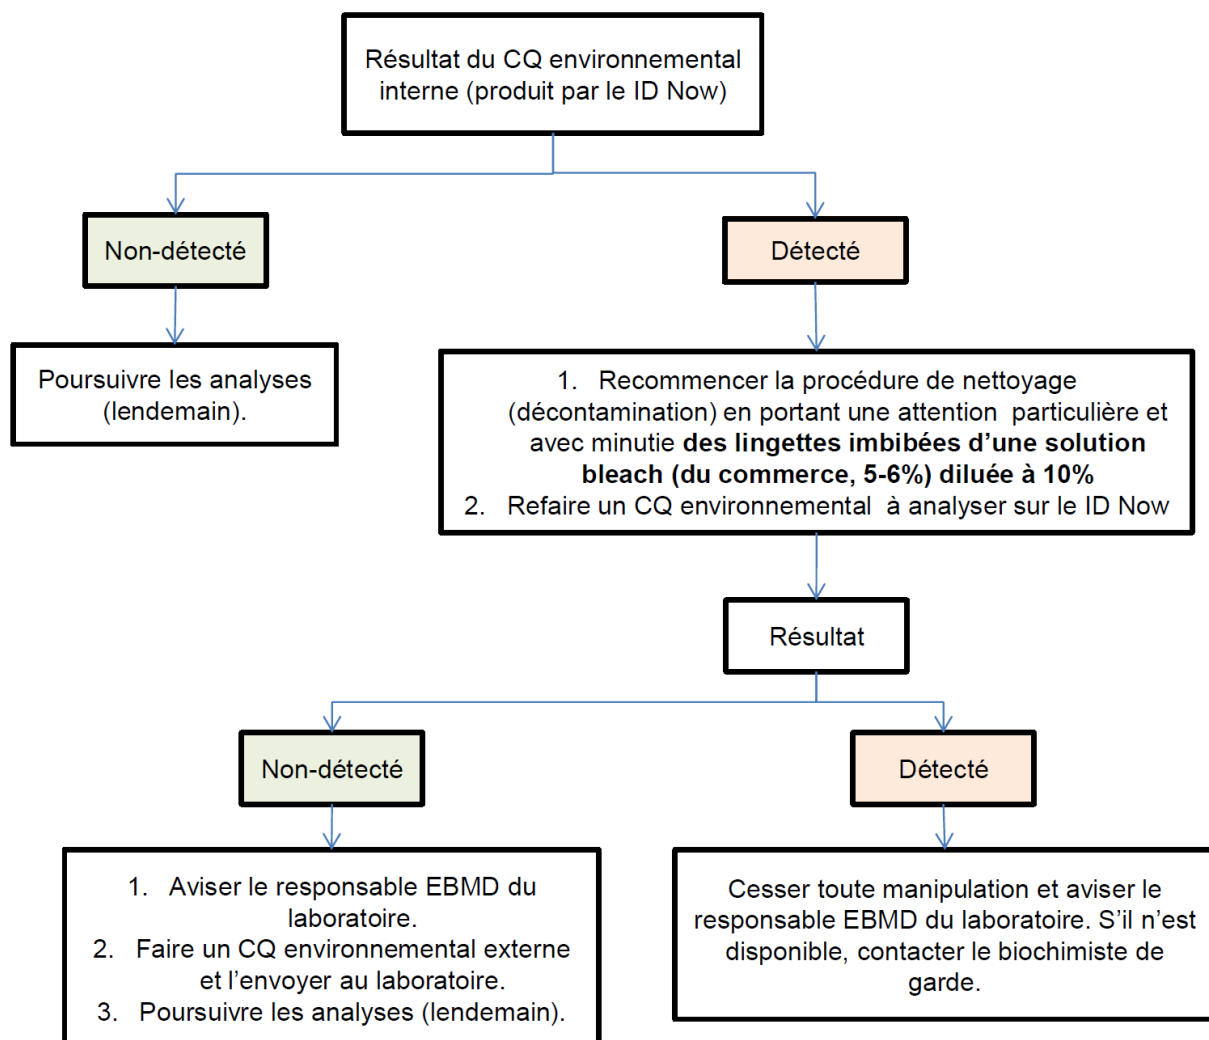 Résultat du CQ environnemental
interne (produit par le ID Now)
Non-détecté
Détecté
Poursuivre les analyses
(lendemain).
1. Recommencer la procédure de nettoyage
(décontamination) en portant une attention particulière et
avec minutie des lingettes imbibées d’une solution
bleach (du commerce, 5-6%) diluée à 10%
2. Refaire un CQ environnemental à analyser sur le ID Now
Résultat
Non-détecté
Détecté
1. Aviser le responsable EBMD du
laboratoire.
2. Faire un CQ environnemental externe
et l’envoyer au laboratoire.
3. Poursuivre les analyses (lendemain).
Cesser toute manipulation et aviser le
responsable EBMD du laboratoire. S’il n’est
disponible, contacter le biochimiste de
garde.